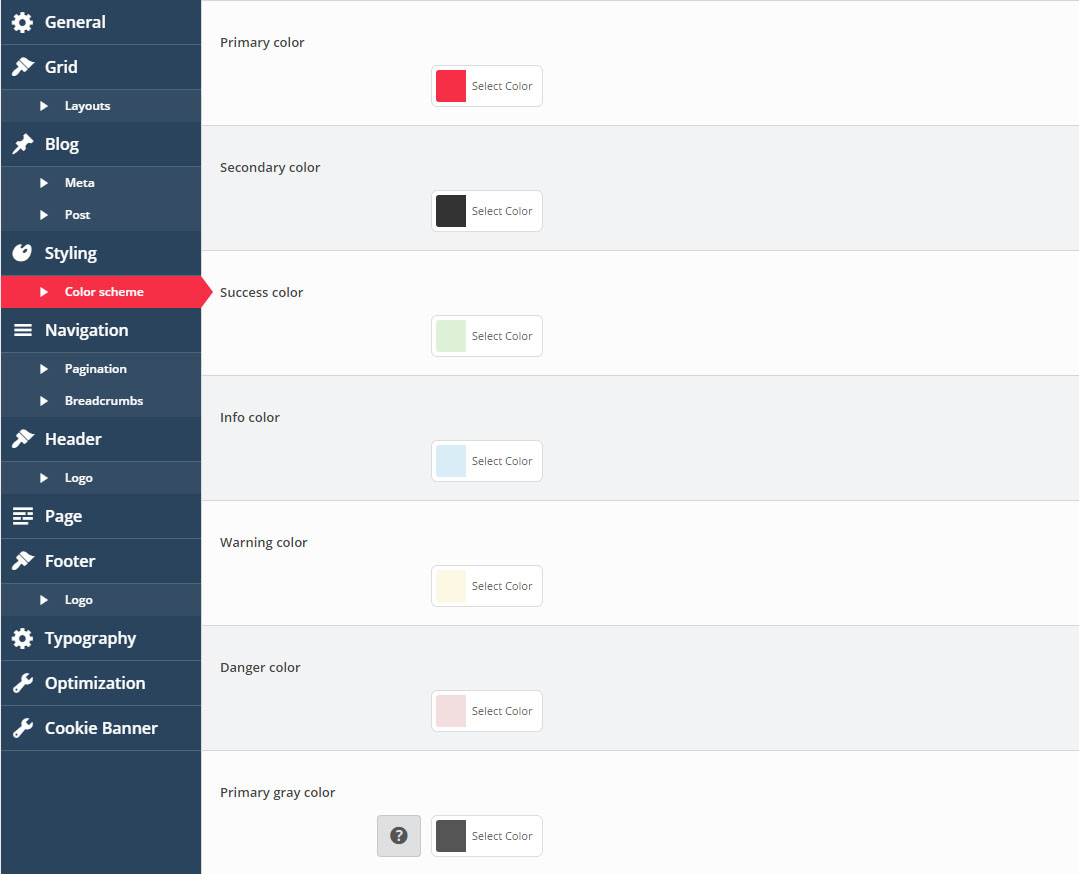 General
Grid
Layouts
Blog
Meta
Post
Styling
Color scheme
Navigation
Pagination
Breadcrumbs
Header
Logo
Page
Footer
Logo
Typography
Optimization
Cookie Banner
Primary color
Select Color
Secondary color
Select Color
Success color
Select Color
Info color
Select Color
Warning color
Select Color
Danger color
Select Color
Primary gray color
? Select Color